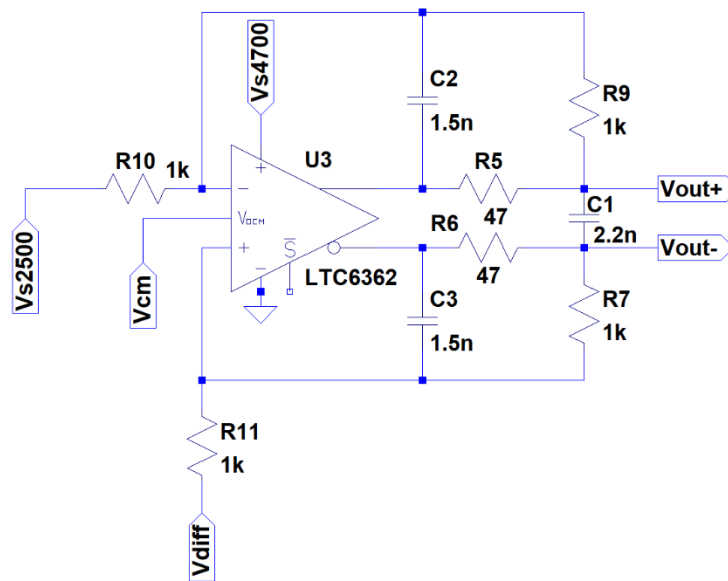 Vs4700
C2
1.5n
R9
1k
R10
1k
U3
R5
47
Vout+
C1
2.2n
Vout-
R6
47
VOCM
S̅
LTC6362
Vs2500
Vcm
C3
1.5n
R7
1k
R11
1k
Vdiff